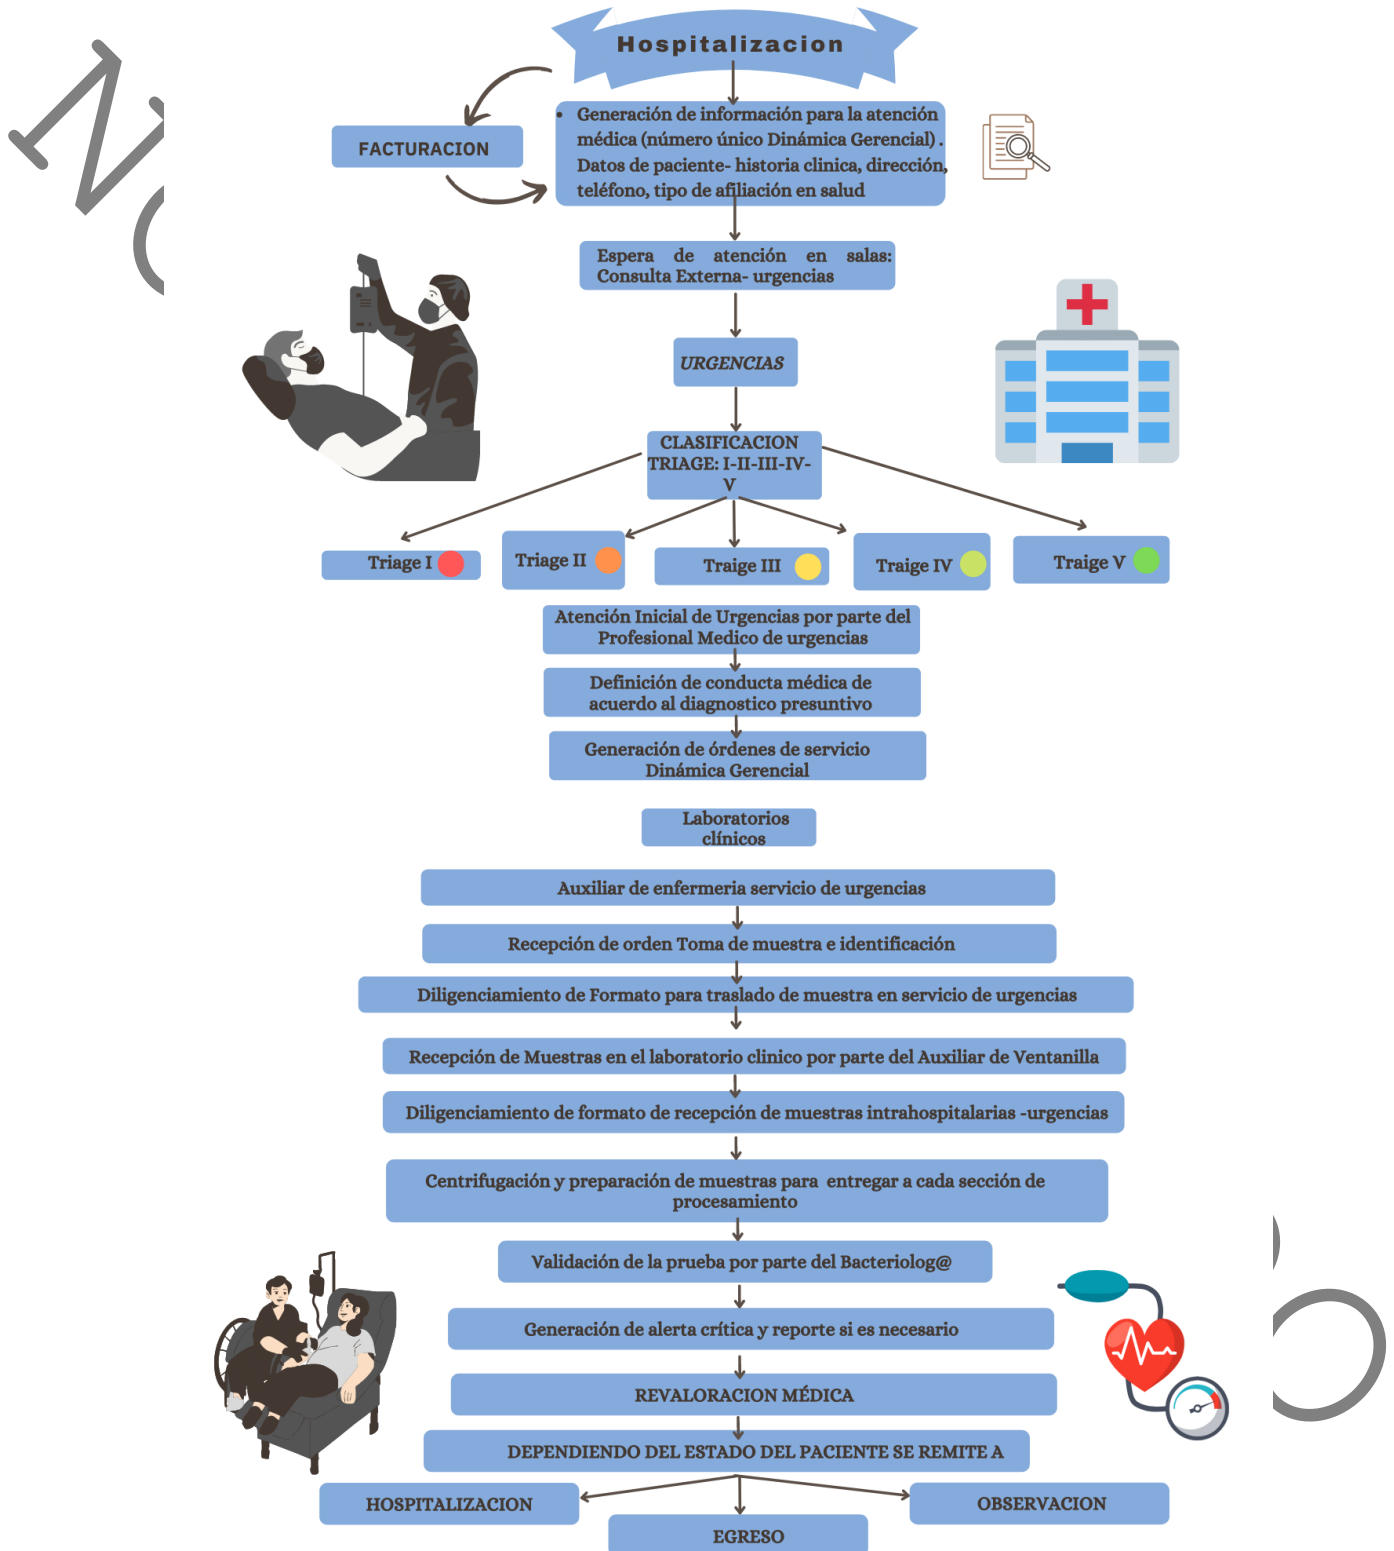 Hospitalizacion
FACTURACION
• Generación de información para la atención
médica (número único Dinámica Gerencial) .
Datos de paciente- historia clinica, dirección,
teléfono, tipo de afiliación en salud
Espera de atención en salas:
Consulta Externa- urgencias
URGENCIAS
CLASIFICACION
TRIAGE: I-II-III-IV-
V
Triage I
Triage II
Traige III
Traige IV
Traige V
Atención Inicial de Urgencias por parte del
Profesional Medico de urgencias
Definición de conducta médica de
acuerdo al diagnostico presuntivo
Generación de órdenes de servicio
Dinámica Gerencial
Laboratorios
clínicos
Auxiliar de enfermeria servicio de urgencias
Recepción de orden Toma de muestra e identificación
Diligenciamiento de Formato para traslado de muestra en servicio de urgencias
Recepción de Muestras en el laboratorio clinico por parte del Auxiliar de Ventanilla
Diligenciamiento de formato de recepción de muestras intrahospitalarias -urgencias
Centrifugación y preparación de muestras para entregar a cada sección de
procesamiento
Validación de la prueba por parte del Bacteriolog@
Generación de alerta crítica y reporte si es necesario
REVALORACION MÉDICA
DEPENDIENDO DEL ESTADO DEL PACIENTE SE REMITE A
HOSPITALIZACION
OBSERVACION
EGRESO